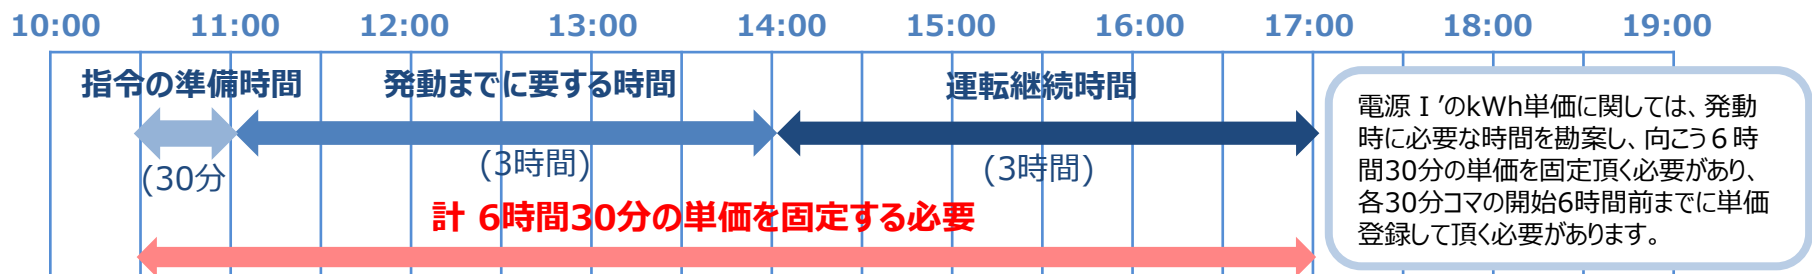 10:00 11:00 12:00 13:00 14:00 15:00 16:00 17:00 18:00 19:00
指令の準備時間 発動までに要する時間 運転継続時間
(30分 (3時間) (3時間)
計 6時間30分の単価を固定する必要
電源Ⅰ’のkWh単価に関しては、発動
時に必要な時間を勘案し、向こう６時
間30分の単価を固定頂く必要があり、
各30分コマの開始6時間前までに単価
登録して頂く必要があります。